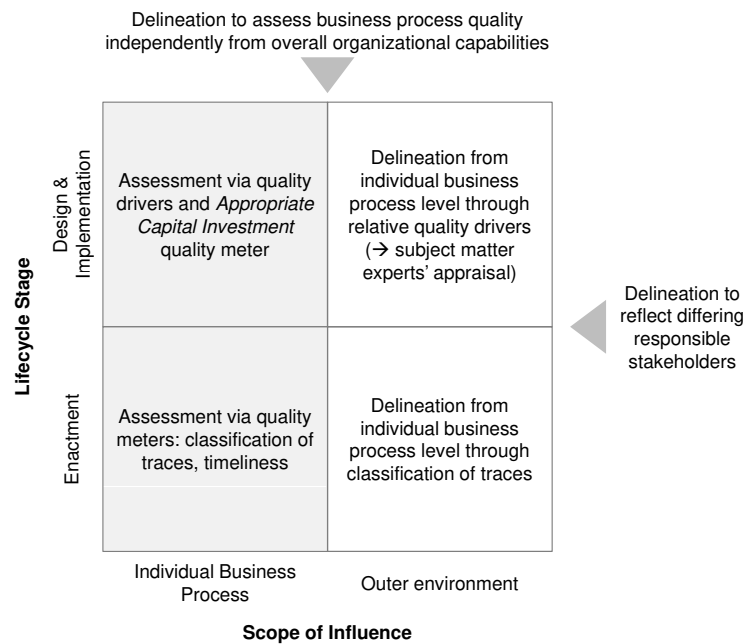 Delineation to assess business process quality
independently from overall organizational capabilities
Lifecycle Stage
Design &
Implementation
Assessment via quality
drivers and Appropriate
Capital Investment
quality meter
Delineation from
individual business
process level through
relative quality drivers
(→ subject matter
experts' appraisal)
Delineation to
reflect differing
responsible
stakeholders
Enactment
Assessment via quality
meters: classification of
traces, timeliness
Delineation from
individual business
process level through
classification of traces
Individual Business
Process
Outer environment
Scope of Influence